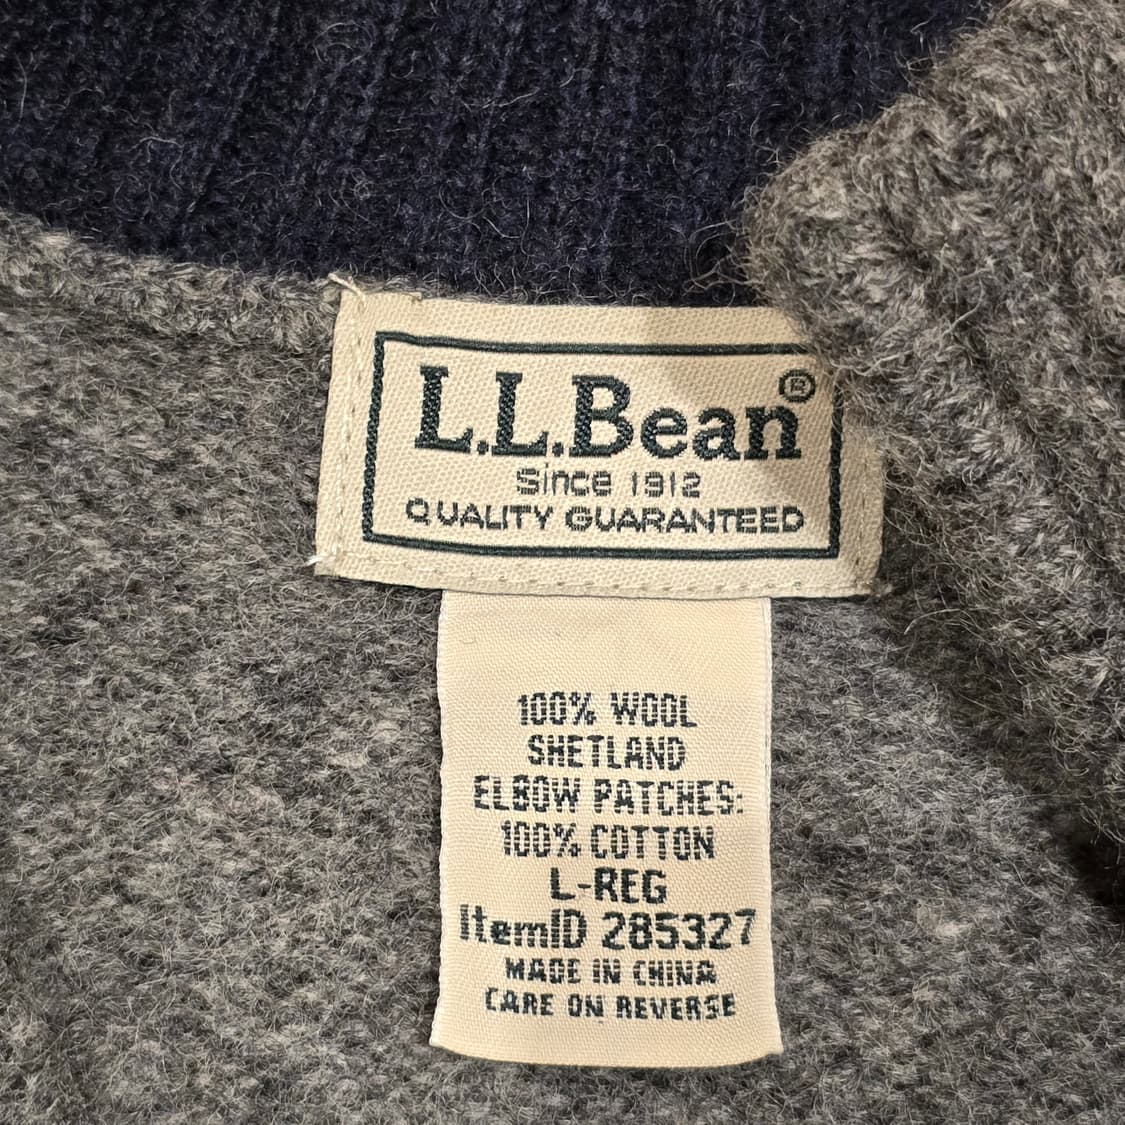 L.L.Bean®
Since 1912
QUALITY GUARANTEED
100% WOOL
SHETLAND
ELBOW PATCHES:
100% COTTON
L-REG
ItemID 285327
MADE IN CHINA
CARE ON REVERSE